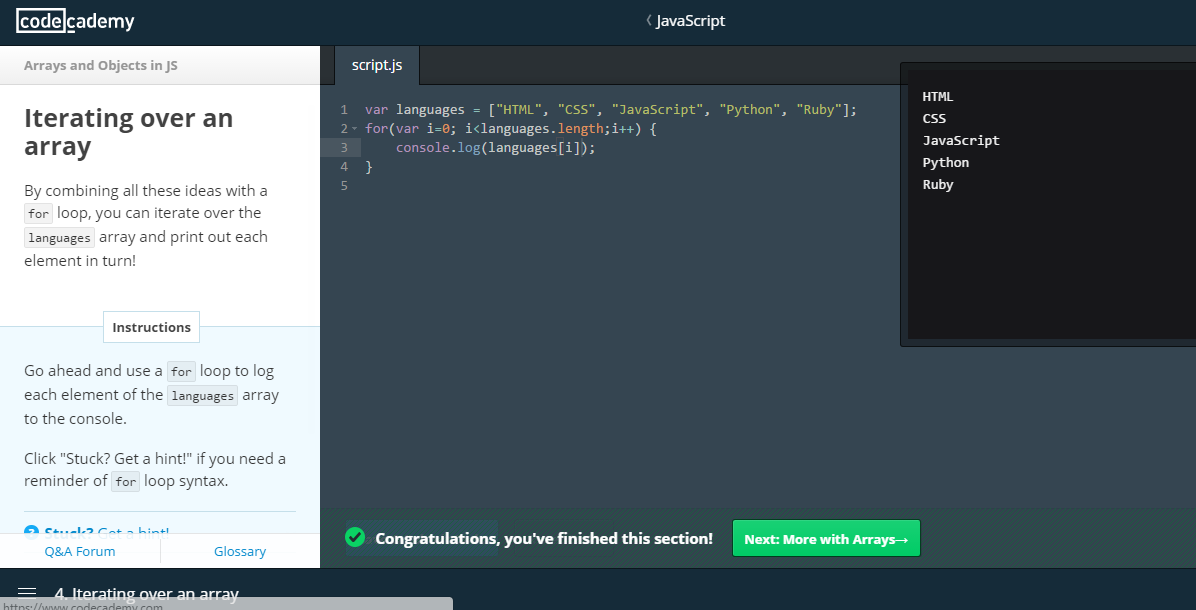 codecademy
JavaScript
Arrays and Objects in JS
Iterating over an
array
By combining all these ideas with a
for loop, you can iterate over the
languages array and print out each
element in turn!
Instructions
Go ahead and use a for loop to log
each element of the languages array
to the console.
Click "Stuck? Get a hint!" if you need a
reminder of for loop syntax.
? Stuck? Get a hint!
Q&A Forum Glossary
script.js
1 var languages = ["HTML", "CSS", "JavaScript", "Python", "Ruby"];
2 for(var i=0; i<languages.length;i++) {
3 console.log(languages[i]);
4 }
5
HTML
CSS
JavaScript
Python
Ruby
Congratulations, you've finished this section!
Next: More with Arrays→
4. Iterating over an array
https://www.codecademy.com